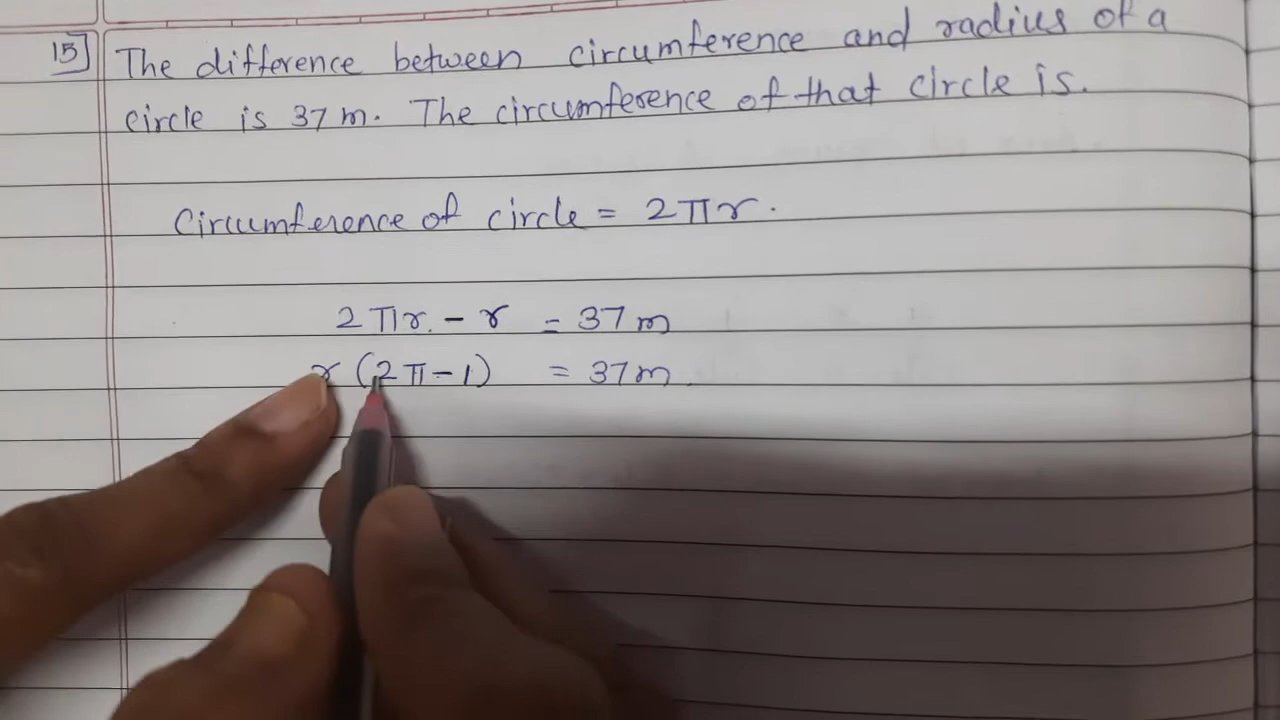 15] The difference between circumference and radius of a
circle is 37 m. The circumference of that circle is.
Circumference of circle = 2πr.
2πr. - r = 37 m
r (2π-1) = 37m